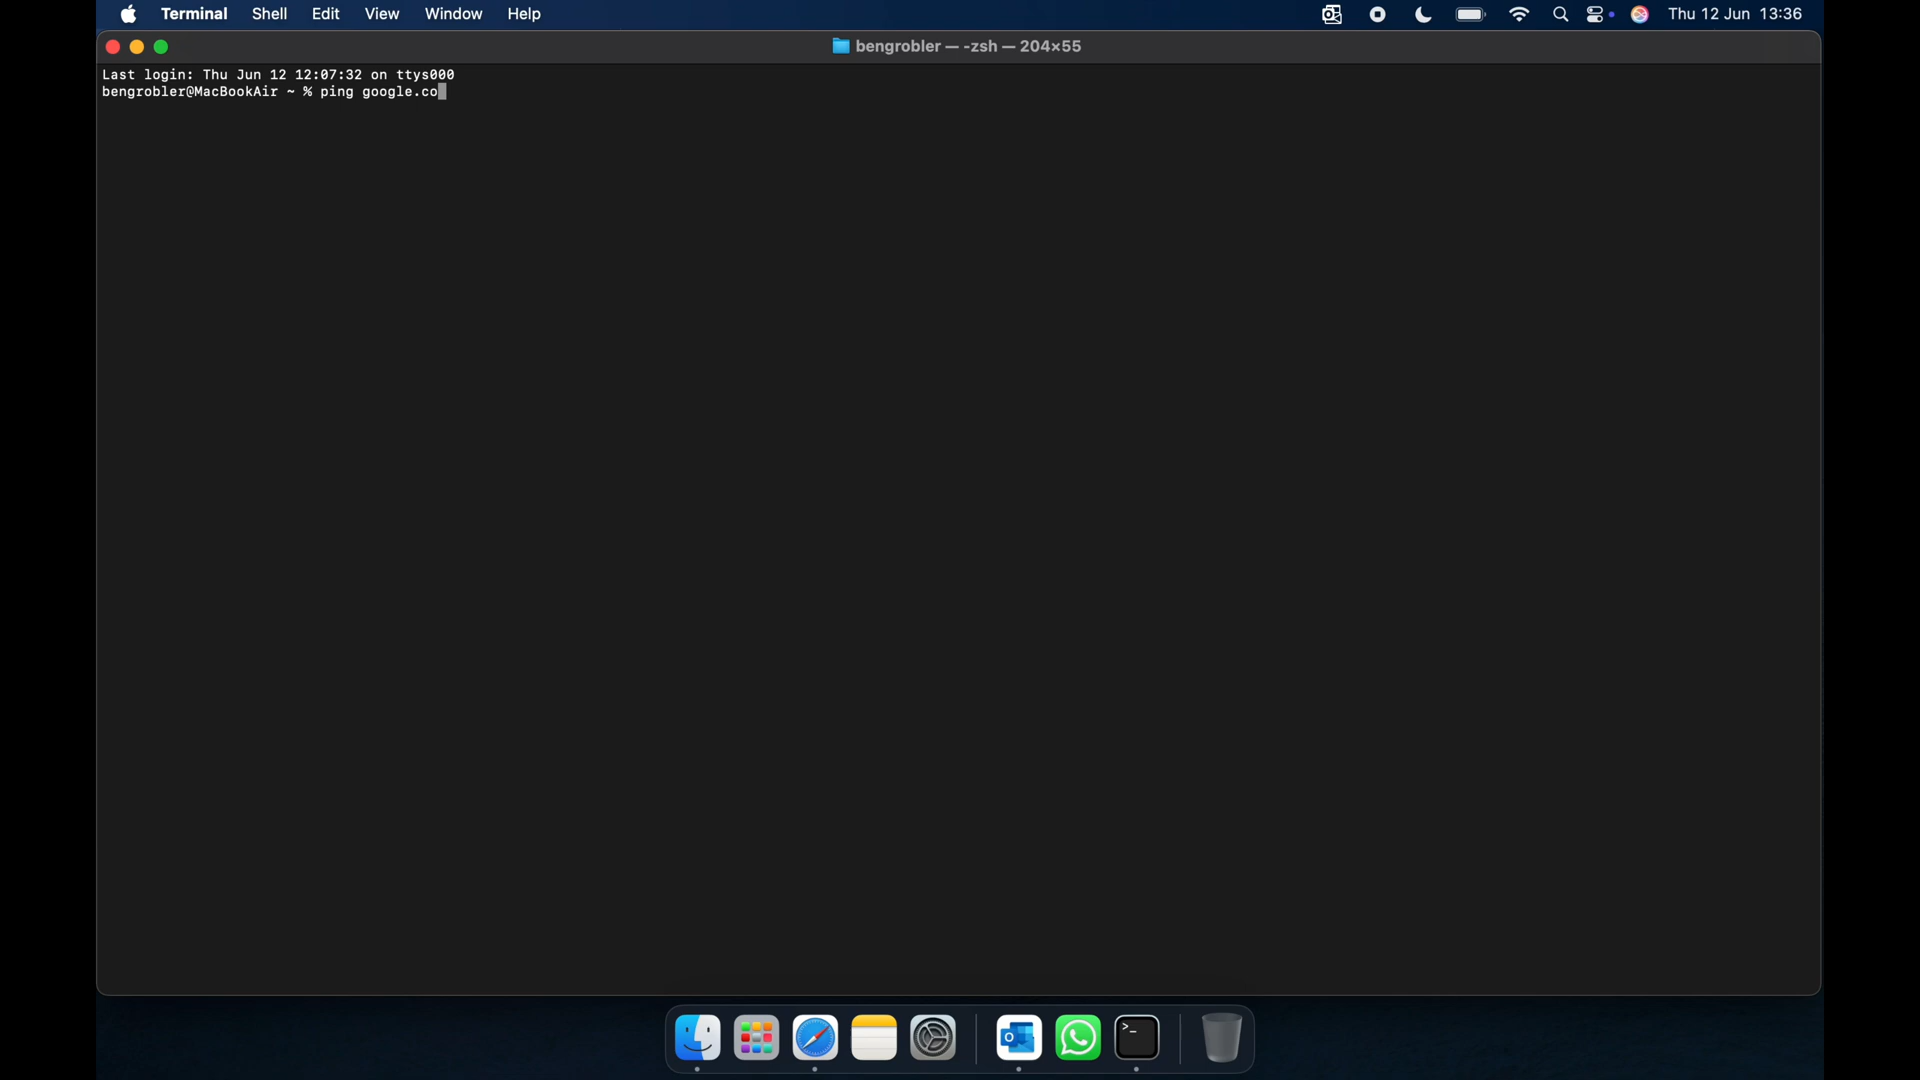 Terminal Shell Edit View Window Help Thu 12 Jun 13:36
bengrobler — -zsh — 204×55
Last login: Thu Jun 12 12:07:32 on ttys000
bengrobler@MacBookAir ~ % ping google.co